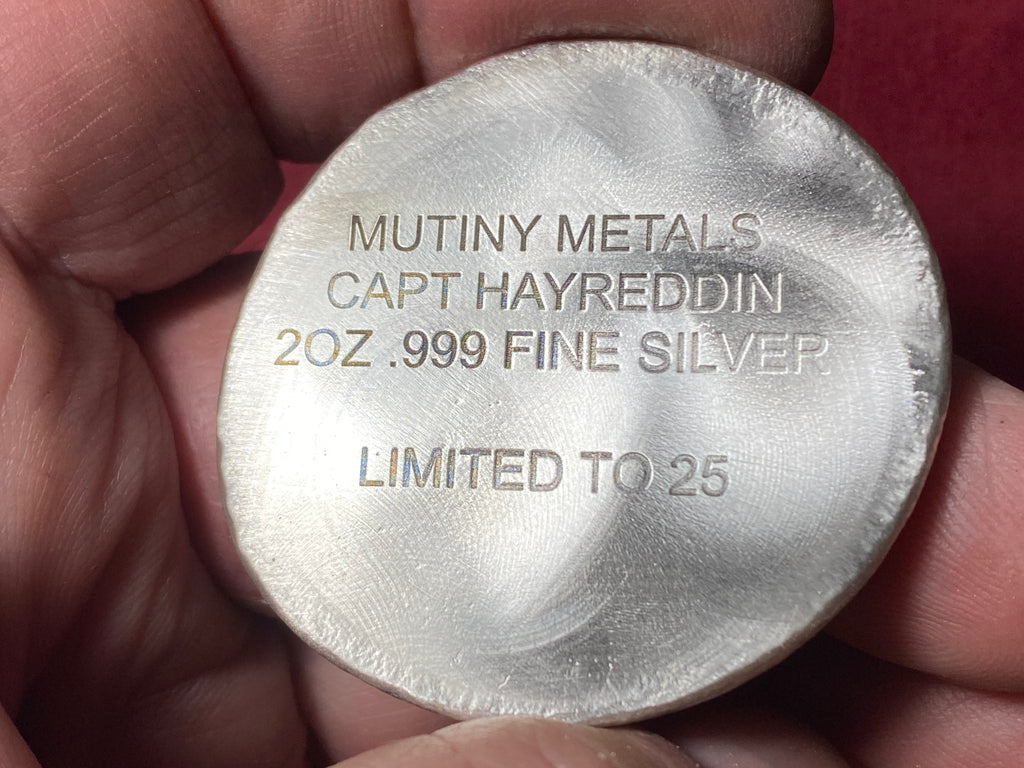 MUTINY METALS
CAPT HAYREDDIN
2OZ .999 FINE SILVER
LIMITED TO 25